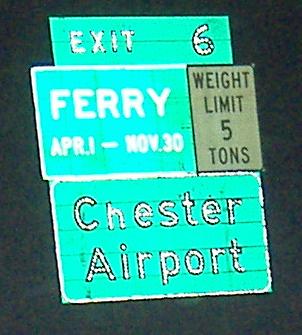 EXIT 6
FERRY
APR.1 — NOV.30
WEIGHT
LIMIT
5
TONS
Chester
Airport